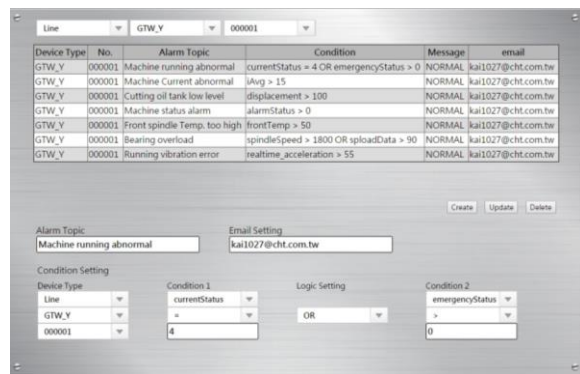 Line GTW_Y 000001
Device Type No. Alarm Topic Condition Message email
GTW_Y 000001 Machine running abnormal currentStatus = 4 OR emergencyStatus > 0 NORMAL kai1027@cht.com.tw
GTW_Y 000001 Machine Current abnormal iAvg > 15 NORMAL kai1027@cht.com.tw
GTW_Y 000001 Cutting oil tank low level displacement > 100 NORMAL kai1027@cht.com.tw
GTW_Y 000001 Machine status alarm alarmStatus > 0 NORMAL kai1027@cht.com.tw
GTW_Y 000001 Front spindle Temp. too high frontTemp > 50 NORMAL kai1027@cht.com.tw
GTW_Y 000001 Bearing overload spindleSpeed > 1800 OR sploadData > 90 NORMAL kai1027@cht.com.tw
GTW_Y 000001 Running vibration error realtime_acceleration > 55 NORMAL kai1027@cht.com.tw
Create Update Delete
Alarm Topic Email Setting
Machine running abnormal kai1027@cht.com.tw
Condition Setting
Device Type Condition 1 Logic Setting Condition 2
Line currentStatus emergencyStatus
GTW_Y = OR >
000001 4 0